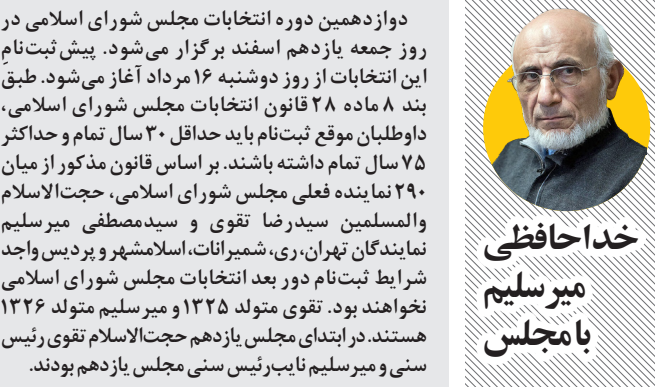 خداحافظی
میرسلیم
با مجلس
دوازدهمین دوره انتخابات مجلس شورای اسلامی در
روز جمعه یازدهم اسفند برگزار می‌شود. پیش ثبت‌نامِ
این انتخابات از روز دوشنبه ۱۶ مرداد آغاز می‌شود. طبق
بند ۸ ماده ۲۸ قانون انتخابات مجلس شورای اسلامی،
داوطلبان موقع ثبت‌نام باید حداقل ۳۰ سال تمام و حداکثر
۷۵ سال تمام داشته باشند. بر اساس قانون مذکور از میان
۲۹۰ نماینده فعلی مجلس شورای اسلامی، حجت‌الاسلام
والمسلمین سیدرضا تقوی و سیدمصطفی میرسلیم
نمایندگان تهران، ری، شمیرانات، اسلامشهر و پردیس واجد
شرایط ثبت‌نام دور بعد انتخابات مجلس شورای اسلامی
نخواهند بود. تقوی متولد ۱۳۲۵ و میرسلیم متولد ۱۳۲۶
هستند. در ابتدای مجلس یازدهم حجت‌الاسلام تقوی رئیس
سنی و میرسلیم نایب‌رئیس سنی مجلس یازدهم بودند.